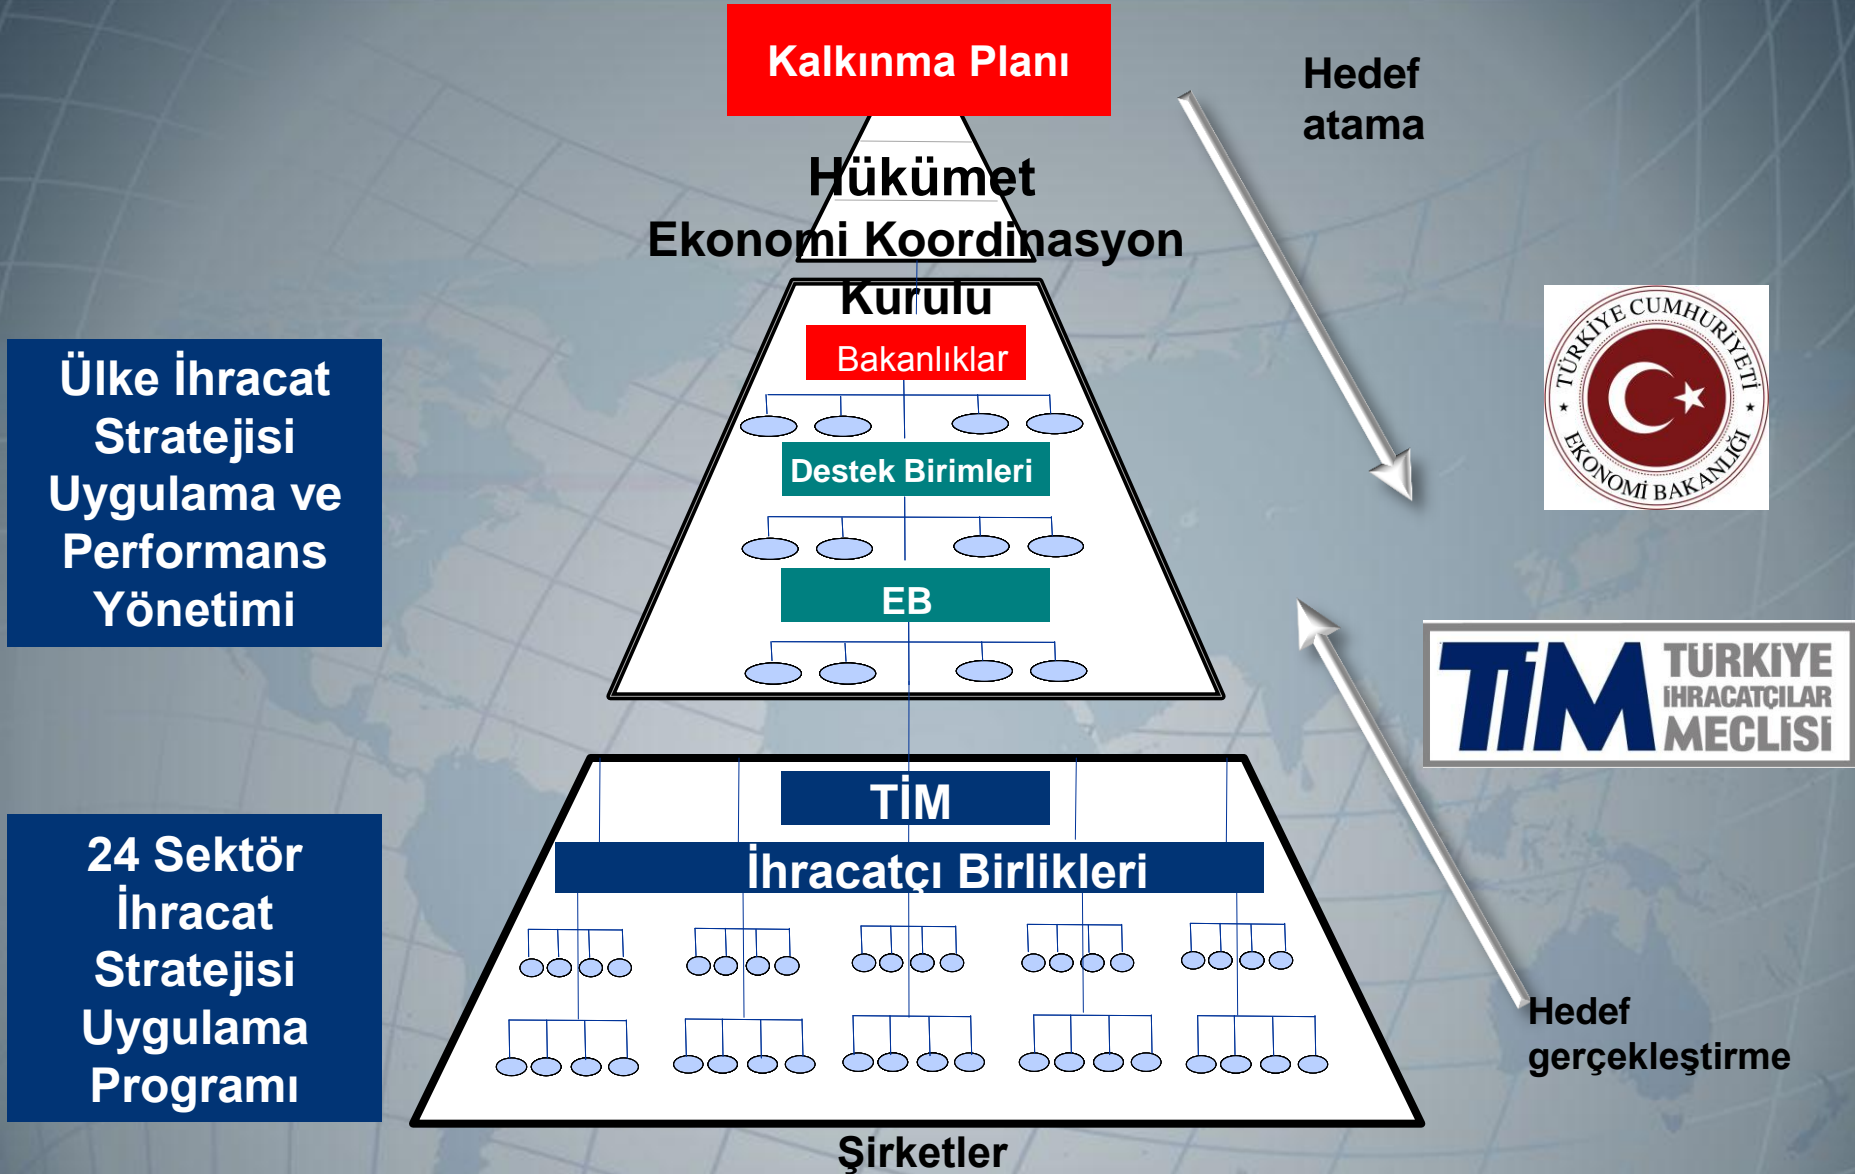 Kalkınma Planı
Hedef
atama
Hükümet
Ekonomi Koordinasyon
Kurulu
Bakanlıklar
Ülke İhracat
Stratejisi
Uygulama ve
Performans
Yönetimi
Destek Birimleri
EB
TÜRKİYE CUMHURİYETİ
EKONOMİ BAKANLIĞI
TİM TÜRKİYE
İHRACATÇILAR
MECLİSİ
TİM
İhracatçı Birlikleri
24 Sektör
İhracat
Stratejisi
Uygulama
Programı
Hedef
gerçekleştirme
Şirketler